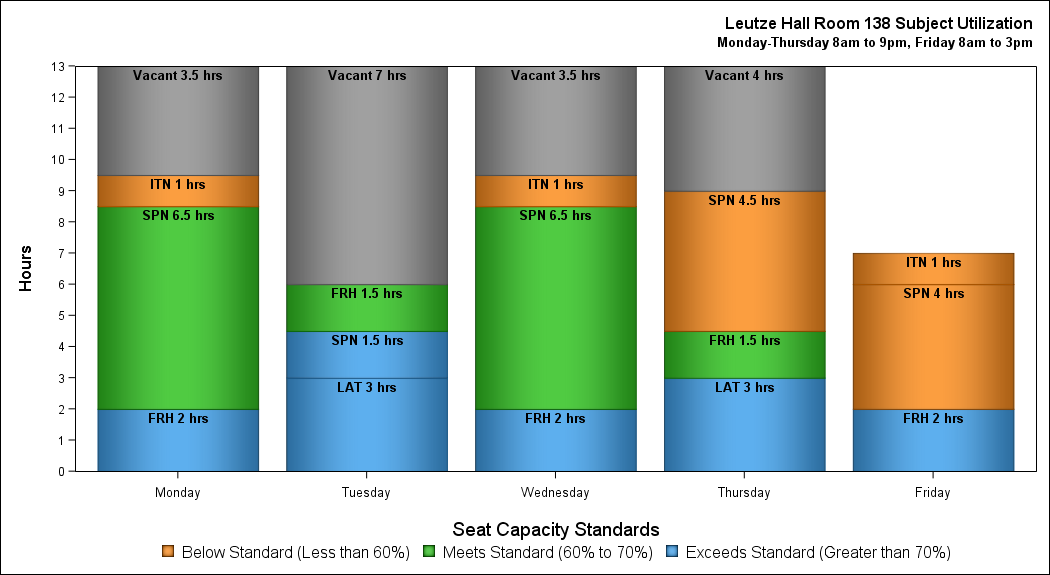 Leutze Hall Room 138 Subject Utilization
Monday-Thursday 8am to 9pm, Friday 8am to 3pm
Hours
13
12
11
10
9
8
7
6
5
4
3
2
1
0
Vacant 3.5 hrs
ITN 1 hrs
SPN 6.5 hrs
FRH 2 hrs
Vacant 7 hrs
FRH 1.5 hrs
SPN 1.5 hrs
LAT 3 hrs
Vacant 3.5 hrs
ITN 1 hrs
SPN 6.5 hrs
FRH 2 hrs
Vacant 4 hrs
SPN 4.5 hrs
FRH 1.5 hrs
LAT 3 hrs
ITN 1 hrs
SPN 4 hrs
FRH 2 hrs
Monday Tuesday Wednesday Thursday Friday
Seat Capacity Standards
Below Standard (Less than 60%) Meets Standard (60% to 70%) Exceeds Standard (Greater than 70%)